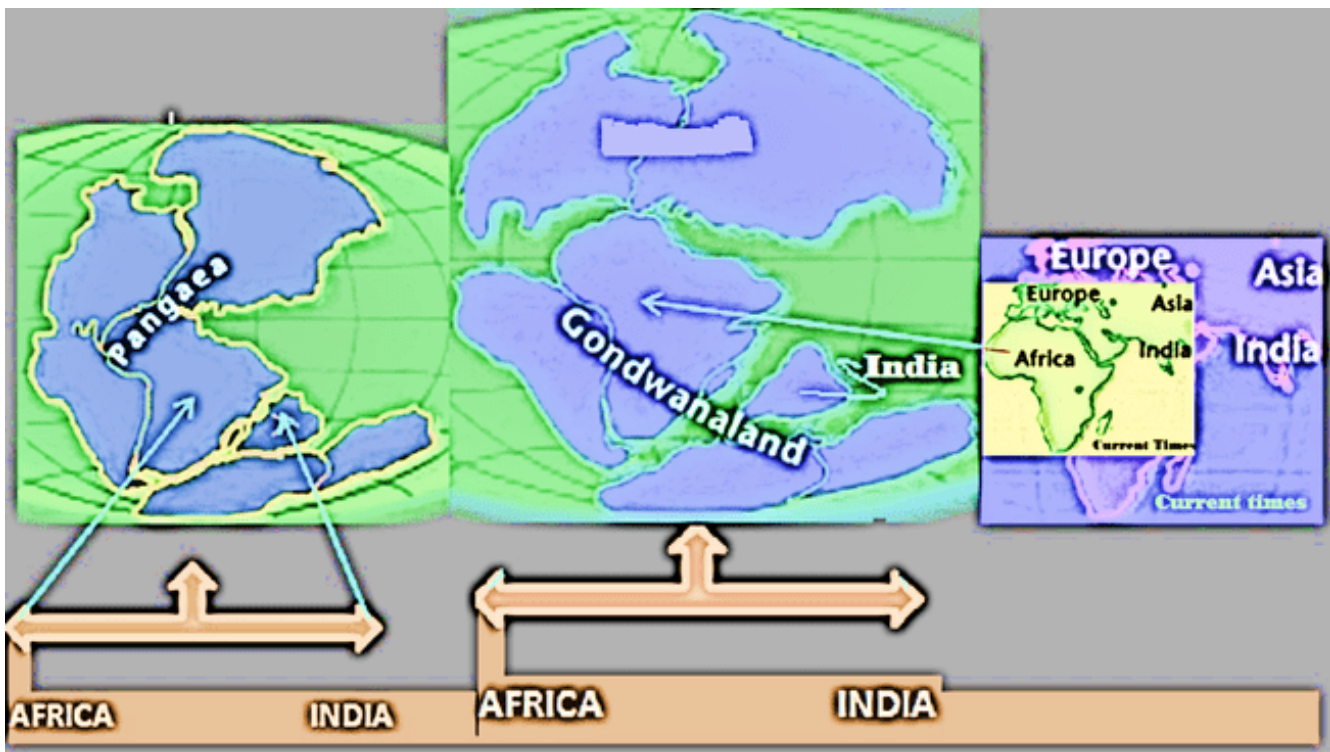 Pangaea
Gondwanaland
India
Europe
Asia
India
Europe
Asia
Africa
India
Current Times
Current times
AFRICA
INDIA
AFRICA
INDIA